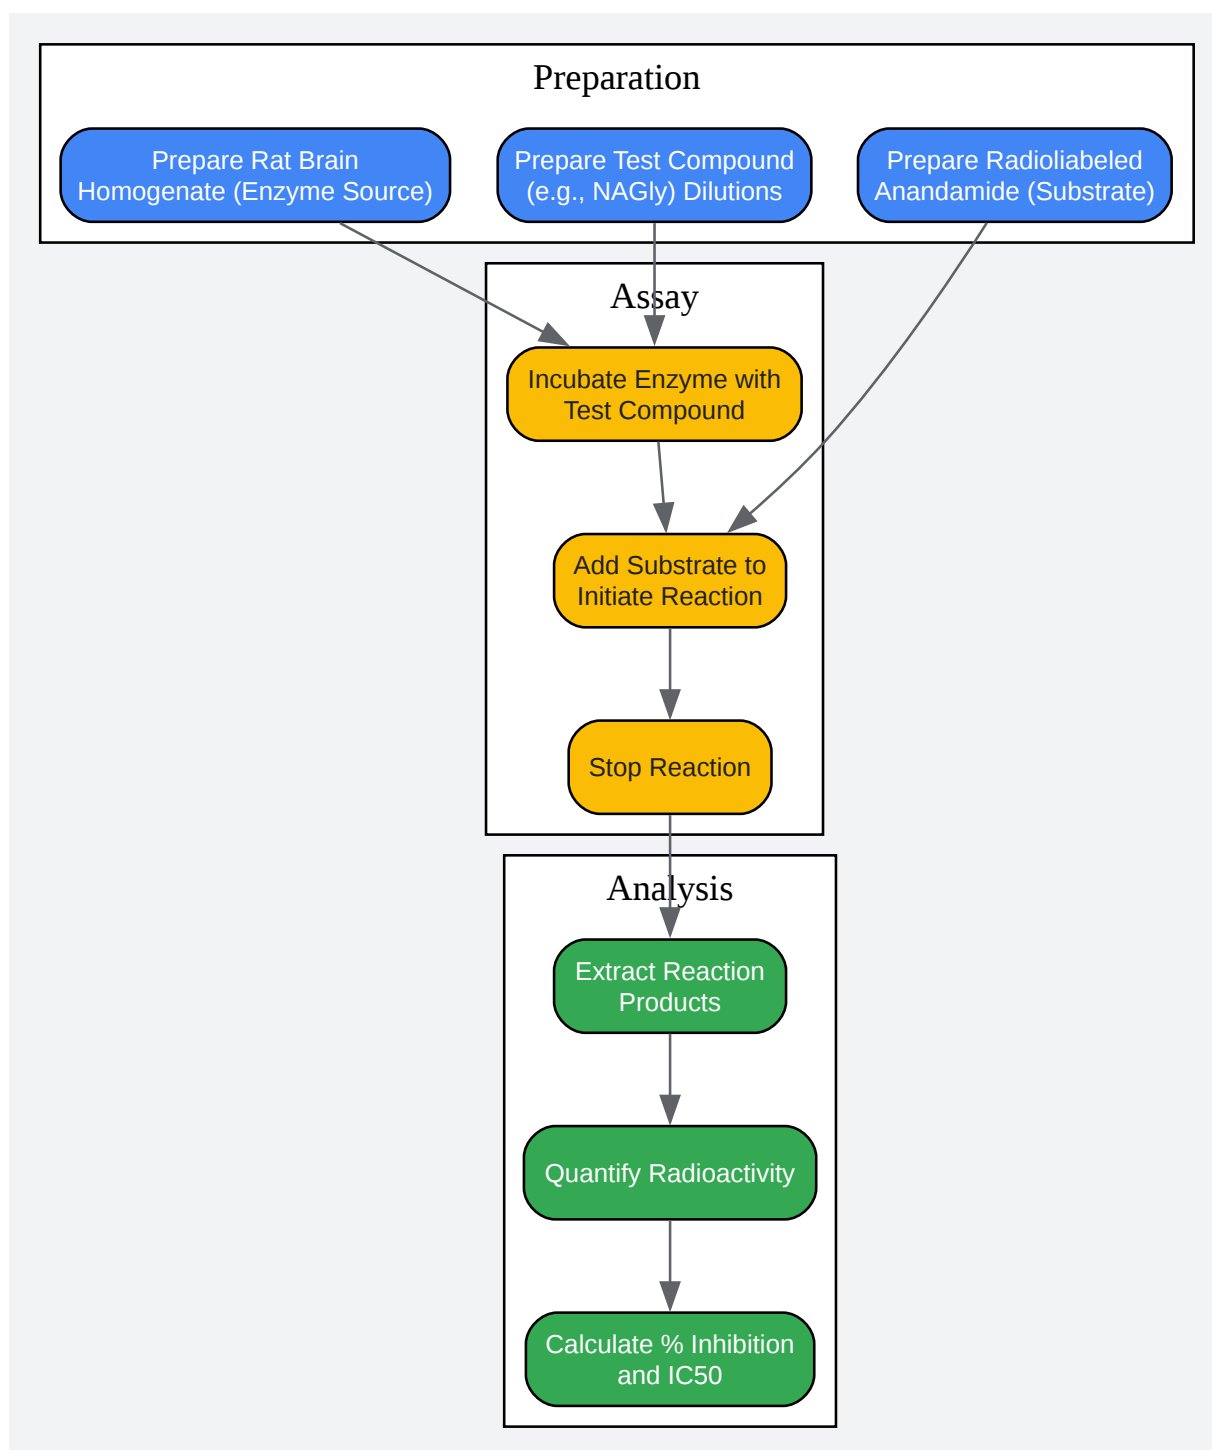 Preparation
Prepare Rat Brain
Homogenate (Enzyme Source)
Prepare Test Compound
(e.g., NAGly) Dilutions
Prepare Radioliabeled
Anandamide (Substrate)
Assay
Incubate Enzyme with
Test Compound
Add Substrate to
Initiate Reaction
Stop Reaction
Analysis
Extract Reaction
Products
Quantify Radioactivity
Calculate % Inhibition
and IC50